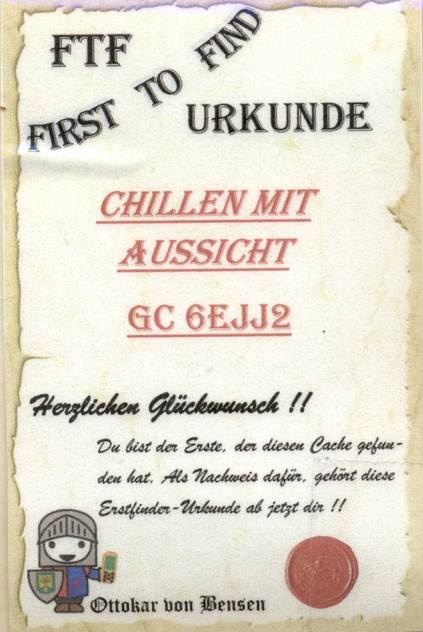 FTF
FIRST TO FIND
URKUNDE
CHILLEN MIT
AUSSICHT
GC 6EJJ2
Herzlichen Glückwunsch !!
Du bist der Erste, der diesen Cache gefun-
den hat. Als Nachweis dafür, gehört diese
Erstfinder-Urkunde ab jetzt dir !!
Ottokar von Bensen